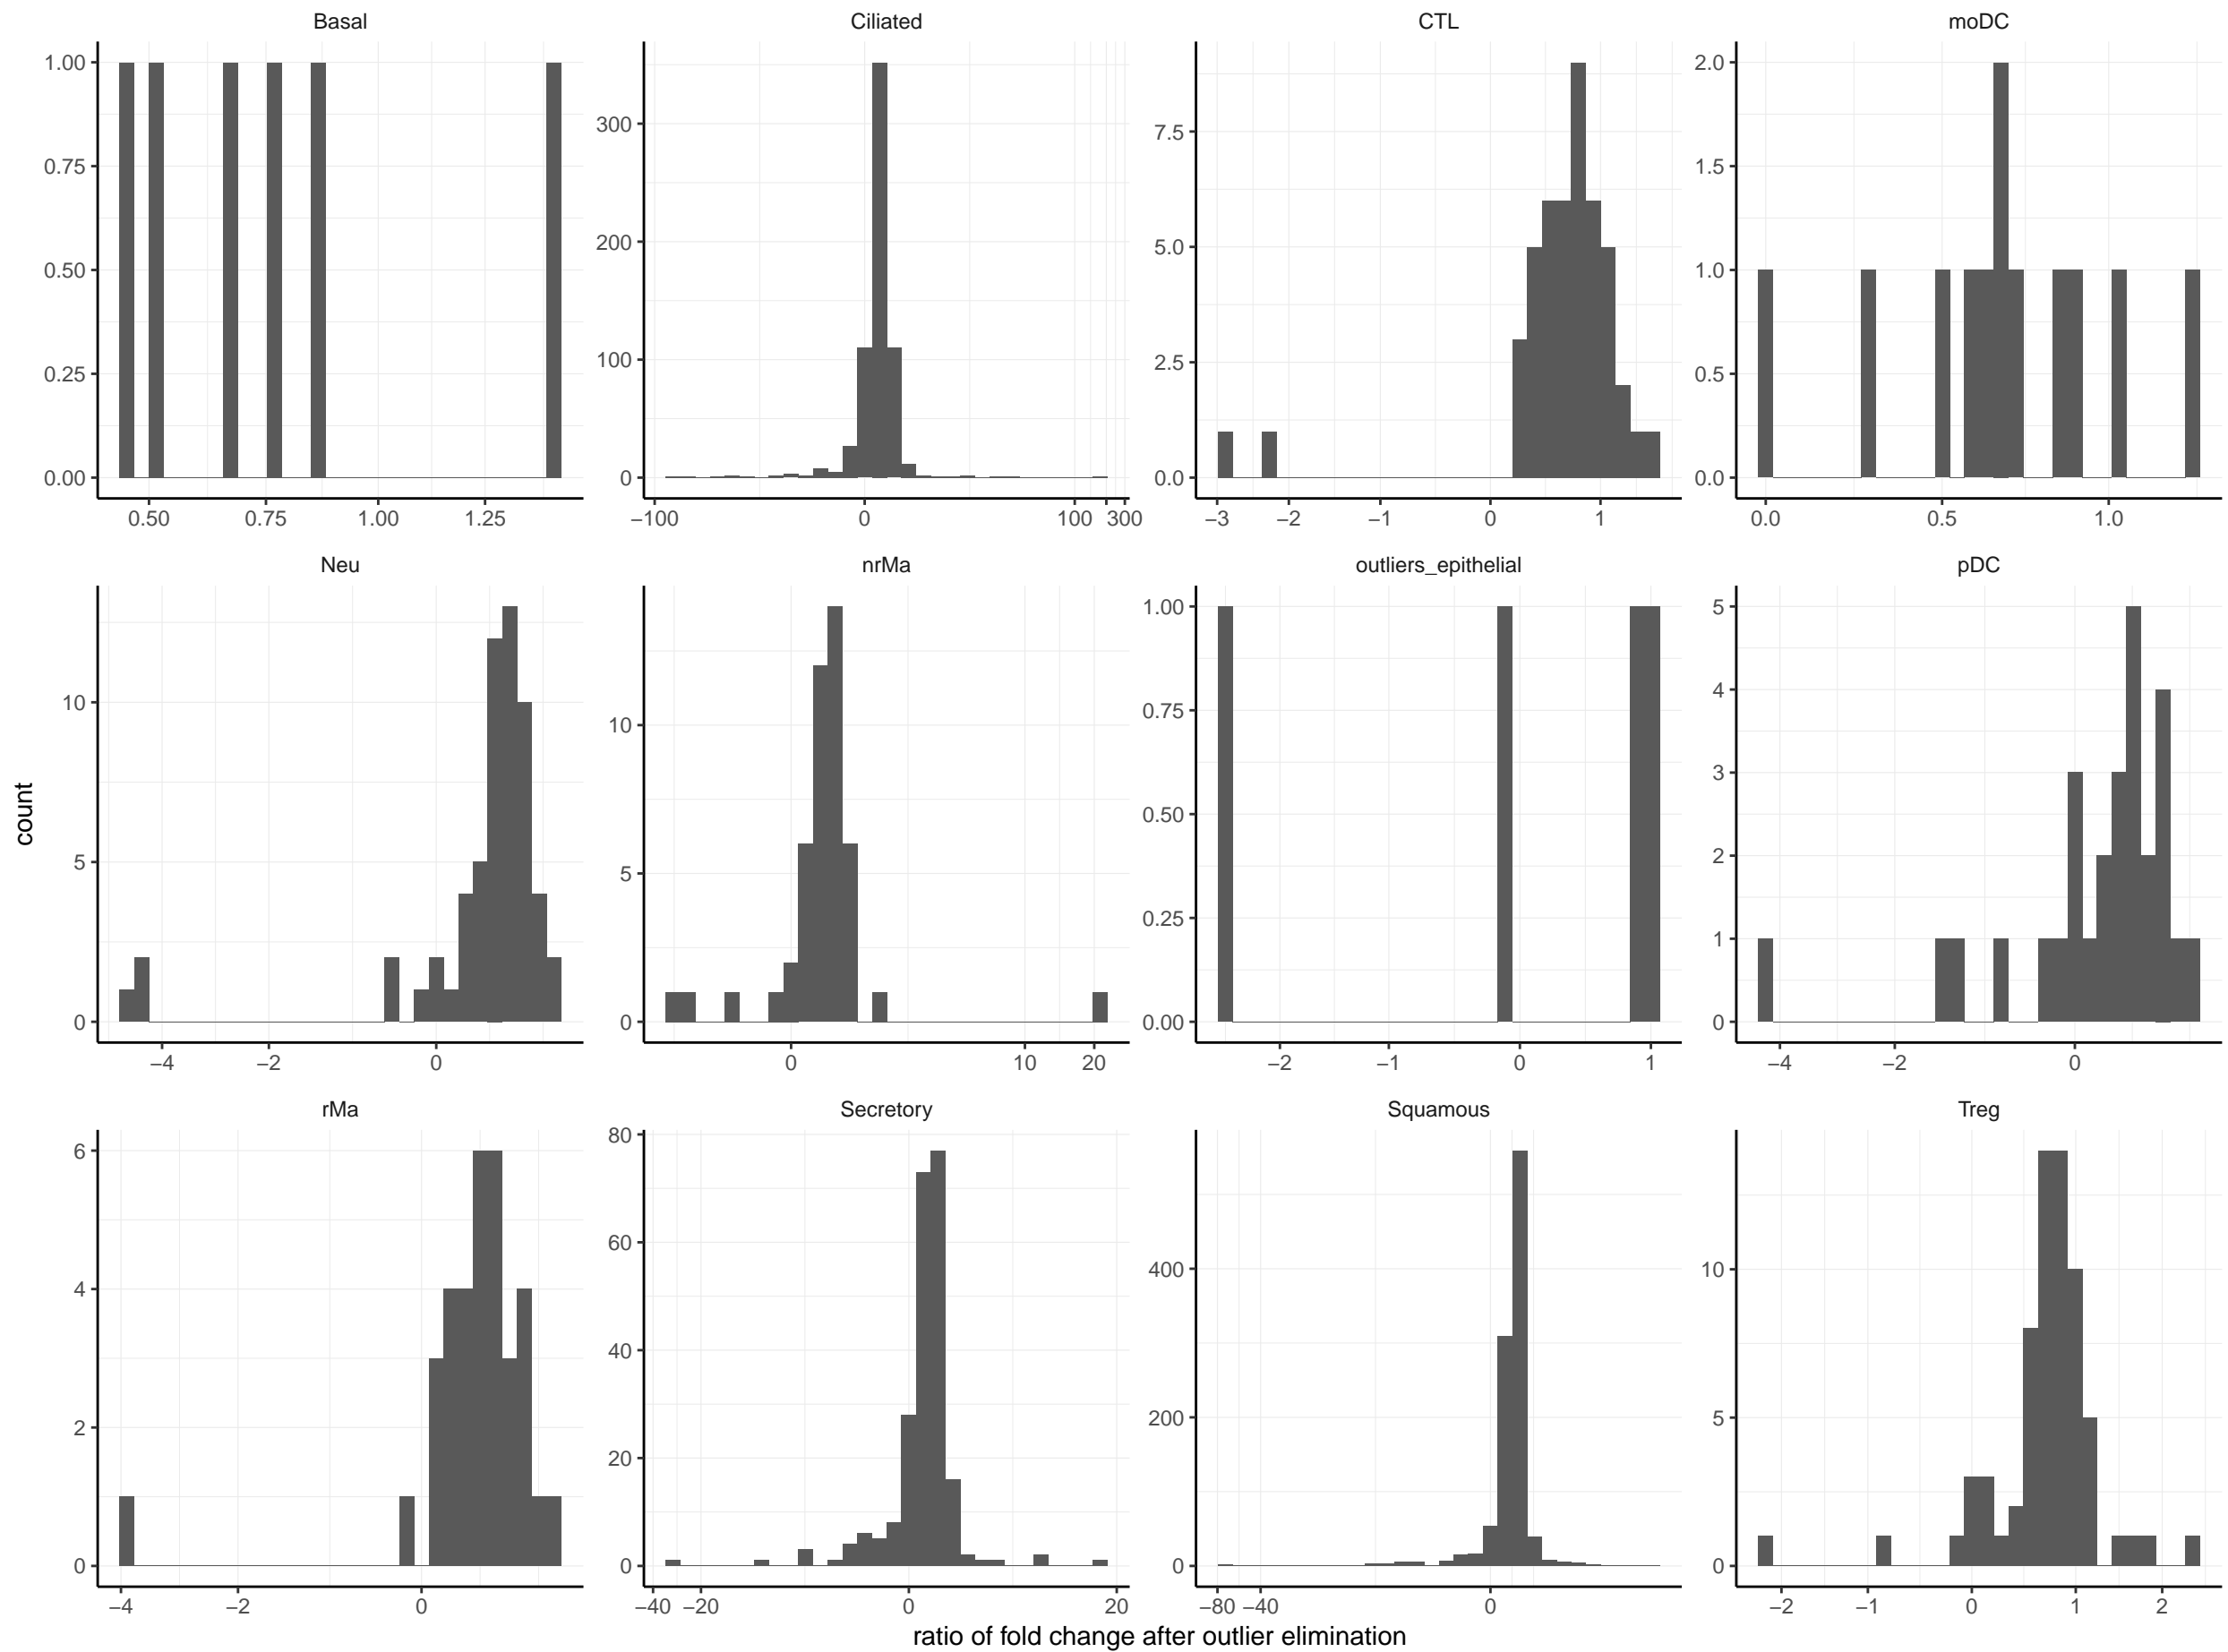 Basal
Ciliated
CTL
moDC
1.00
0.75
0.50
0.25
0.00
0.50 0.75 1.00 1.25
300
200
100
0
−100 0 100 300
7.5
5.0
2.5
0.0
−3 −2 −1 0 1
2.0
1.5
1.0
0.5
0.0
0.0 0.5 1.0
Neu
nrMa
outliers_epithelial
pDC
10
5
0
−4 −2 0
10
5
0
0 10 20
1.00
0.75
0.50
0.25
0.00
−2 −1 0 1
5
4
3
2
1
0
−4 −2 0
rMa
Secretory
Squamous
Treg
6
4
2
0
−4 −2 0
80
60
40
20
0
−40 −20 0 20
400
200
0
−80 −40 0
10
5
0
−2 −1 0 1 2
count
ratio of fold change after outlier elimination